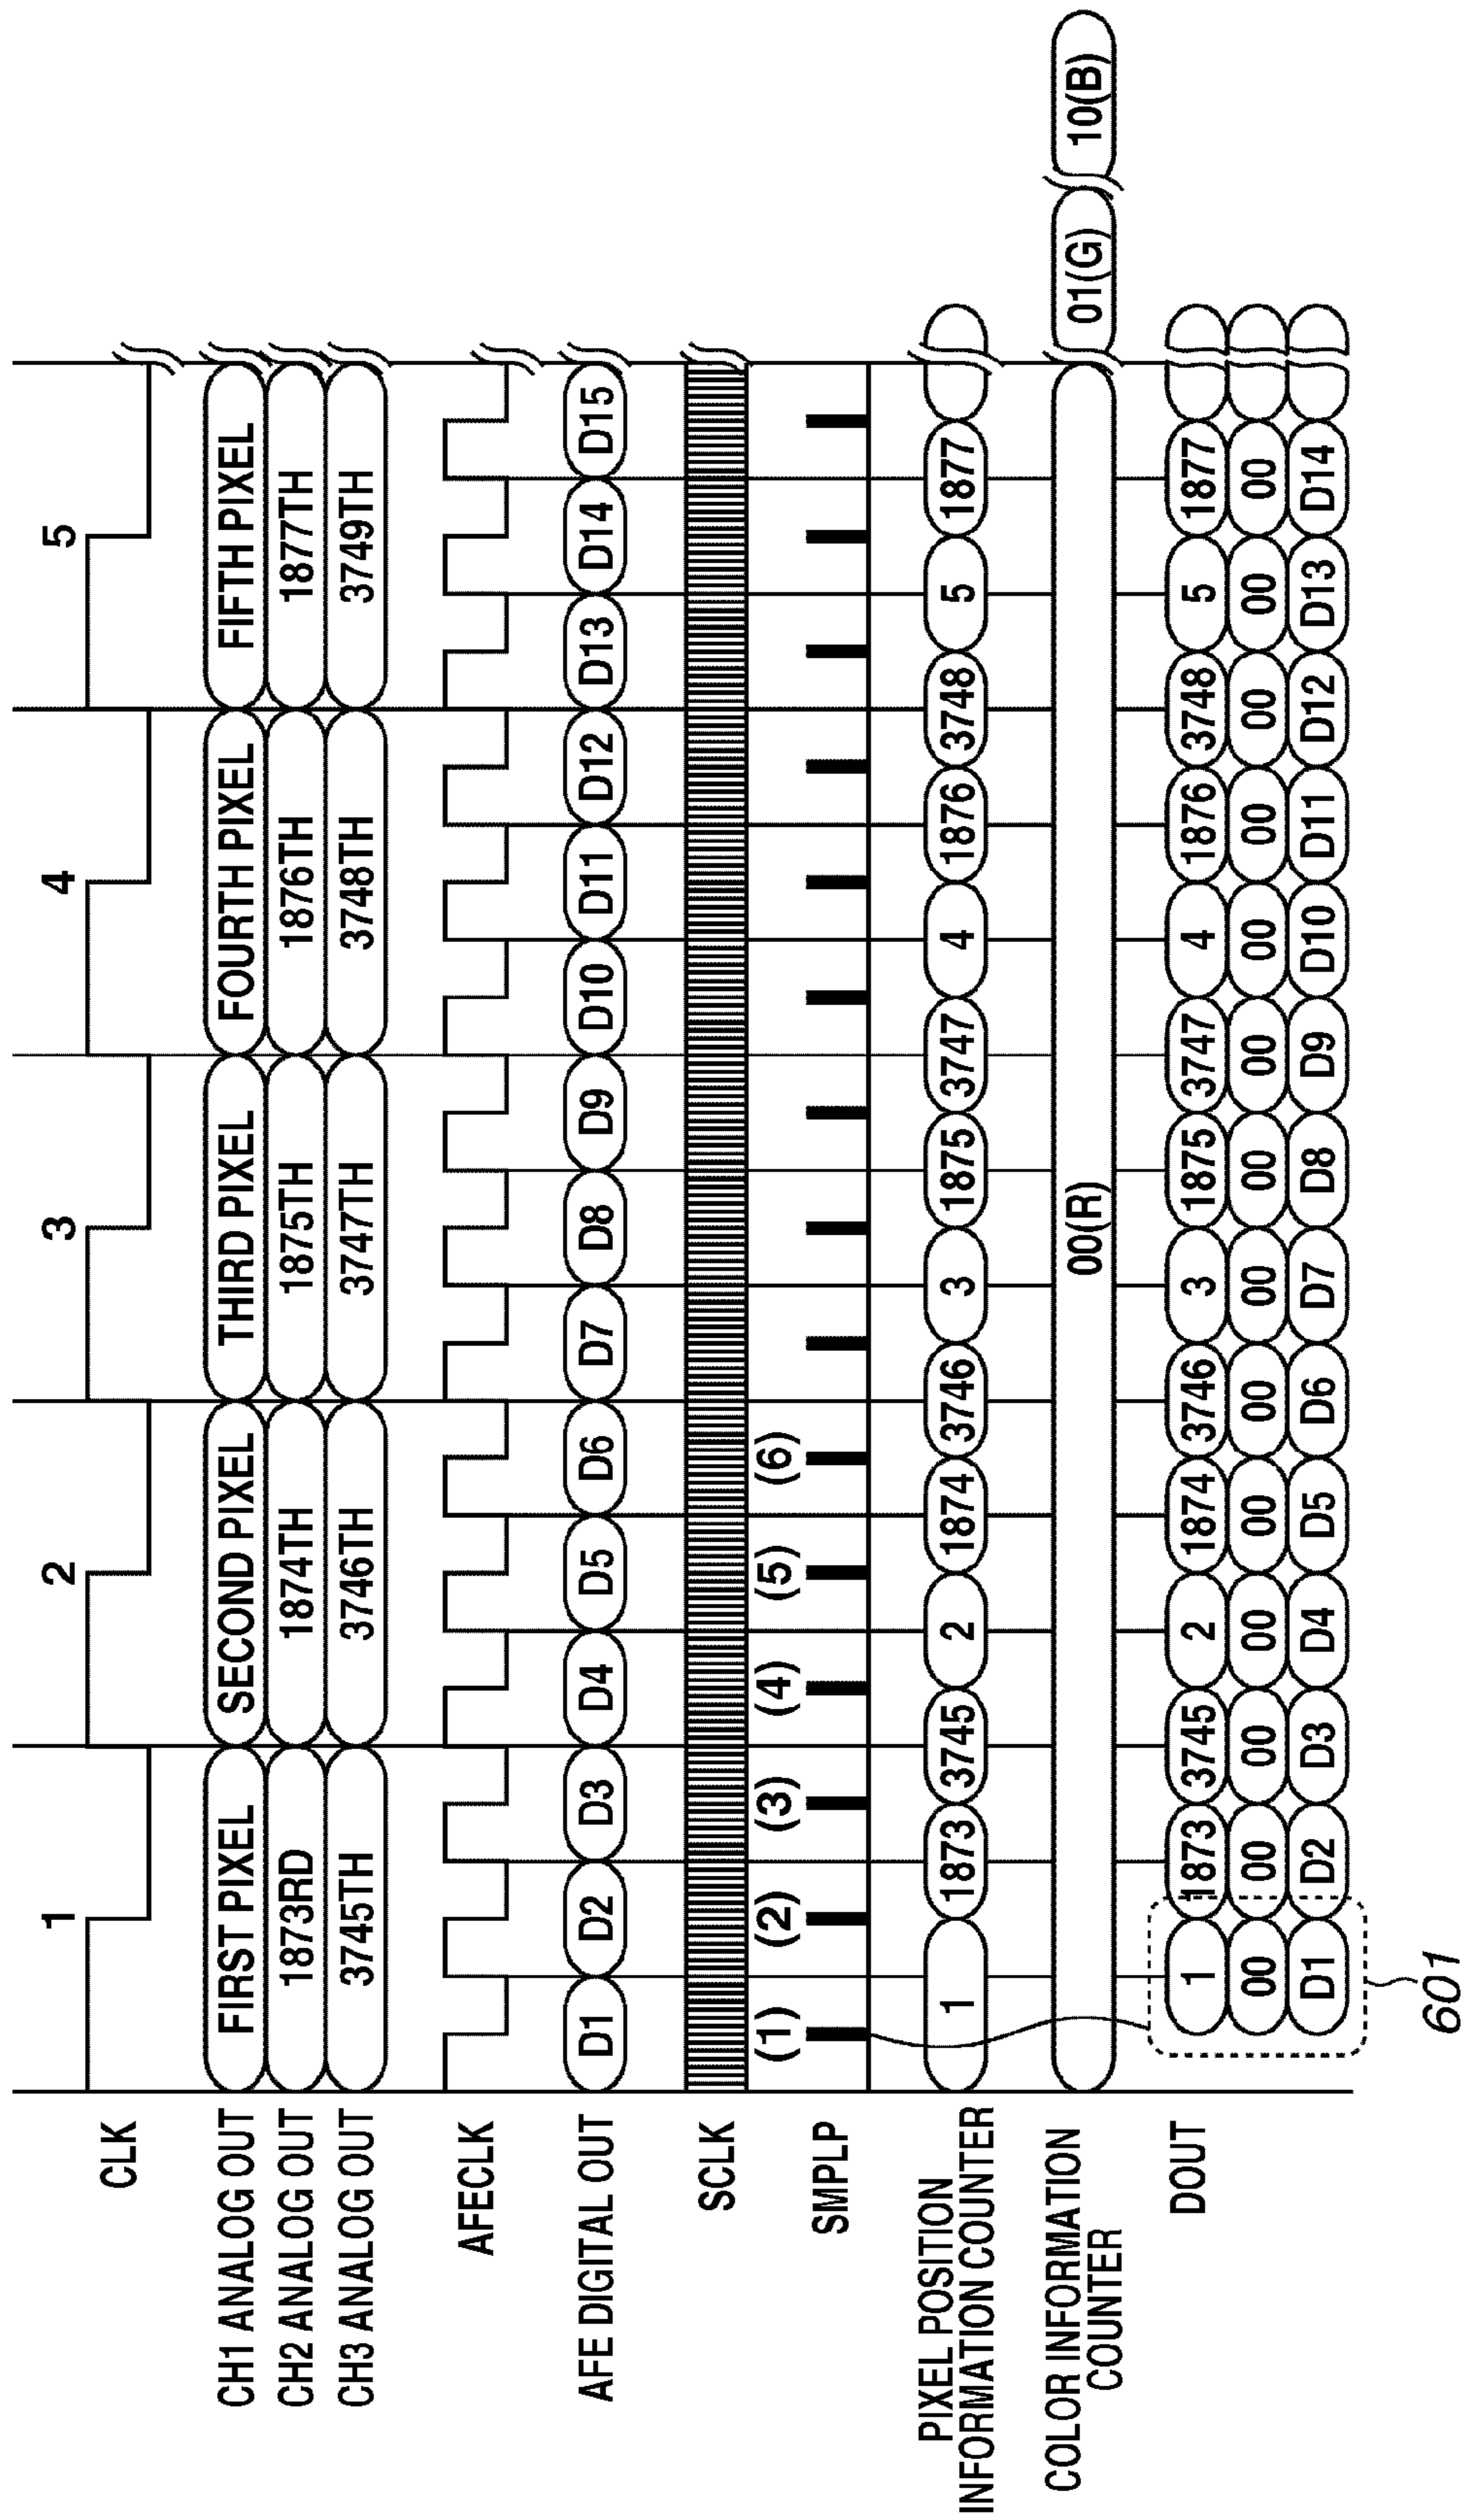 1 2 3 4 5
CLK
CH1 ANALOG OUT FIRST PIXEL SECOND PIXEL THIRD PIXEL FOURTH PIXEL FIFTH PIXEL
CH2 ANALOG OUT 1873RD 1874TH 1875TH 1876TH 1877TH
CH3 ANALOG OUT 3745TH 3746TH 3747TH 3748TH 3749TH
AFECLK
AFE DIGITAL OUT D1 D2 D3 D4 D5 D6 D7 D8 D9 D10 D11 D12 D13 D14 D15
SCLK
(1) (2) (3) (4) (5) (6)
SMPLP
PIXEL POSITION
INFORMATION COUNTER 1 1873 3745 2 1874 3746 3 1875 3747 4 1876 3748 5 1877
COLOR INFORMATION
COUNTER 00(R) 01(G) 10(B)
DOUT 1 1873 3745 2 1874 3746 3 1875 3747 4 1876 3748 5 1877
00 00 00 00 00 00 00 00 00 00 00 00 00 00
D1 D2 D3 D4 D5 D6 D7 D8 D9 D10 D11 D12 D13 D14
601